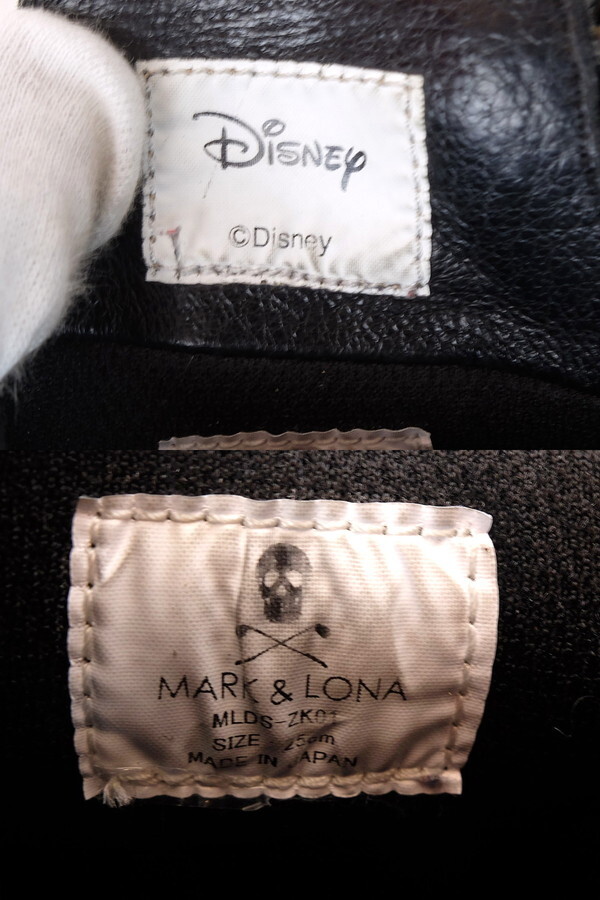 Disney
©Disney
MARK & LONA
MLDS-ZK01
SIZE 25cm
MADE IN JAPAN